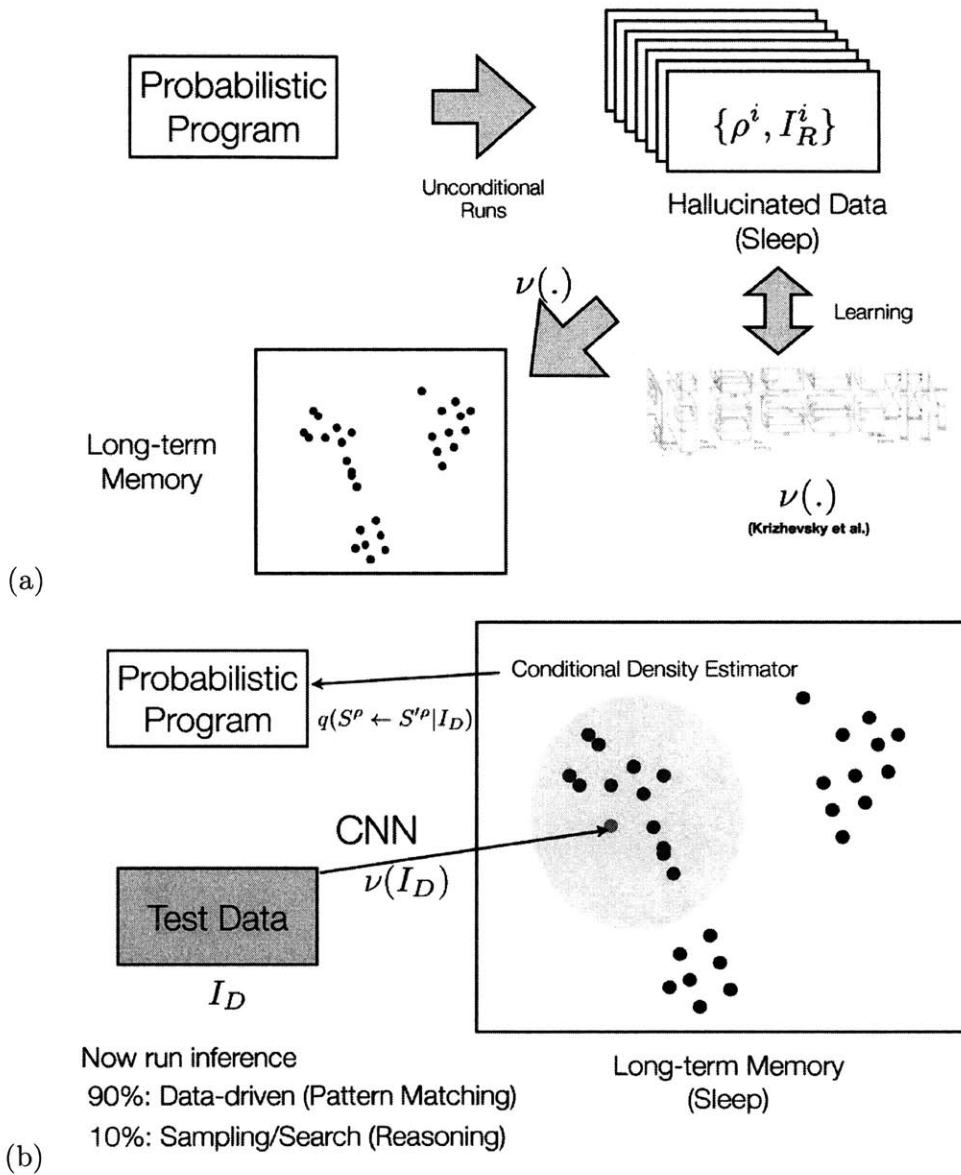 Probabilistic
Program
Unconditional
Runs
{ρ^i, I_R^i}
Hallucinated Data
(Sleep)
Learning
ν(.)
Long-term
Memory
ν(.)
(Krizhevsky et al.)
(a)
Probabilistic
Program
Conditional Density Estimator
q(S^ρ ← S'^ρ|I_D)
CNN
ν(I_D)
Test Data
I_D
Now run inference
90%: Data-driven (Pattern Matching)
10%: Sampling/Search (Reasoning)
Long-term Memory
(Sleep)
(b)